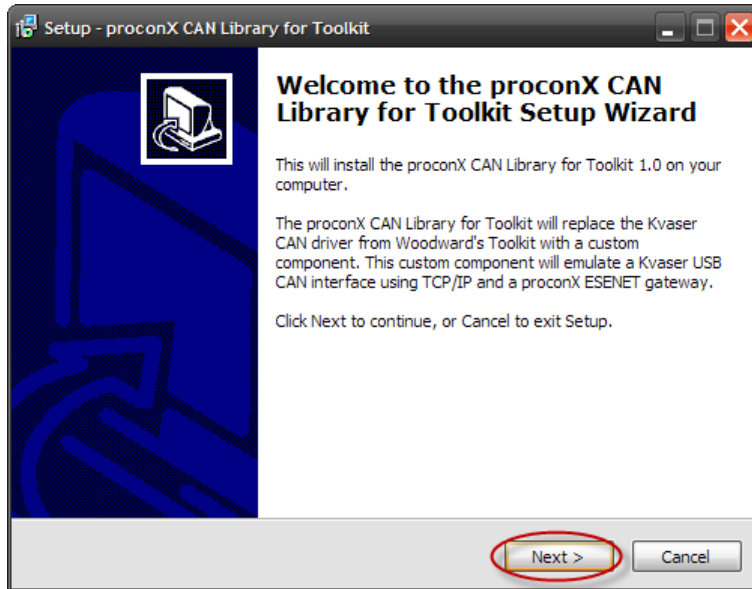 Setup - proconX CAN Library for Toolkit
Welcome to the proconX CAN
Library for Toolkit Setup Wizard
This will install the proconX CAN Library for Toolkit 1.0 on your
computer.
The proconX CAN Library for Toolkit will replace the Kvaser
CAN driver from Woodward's Toolkit with a custom
component. This custom component will emulate a Kvaser USB
CAN interface using TCP/IP and a proconX ESENET gateway.
Click Next to continue, or Cancel to exit Setup.
Next >
Cancel